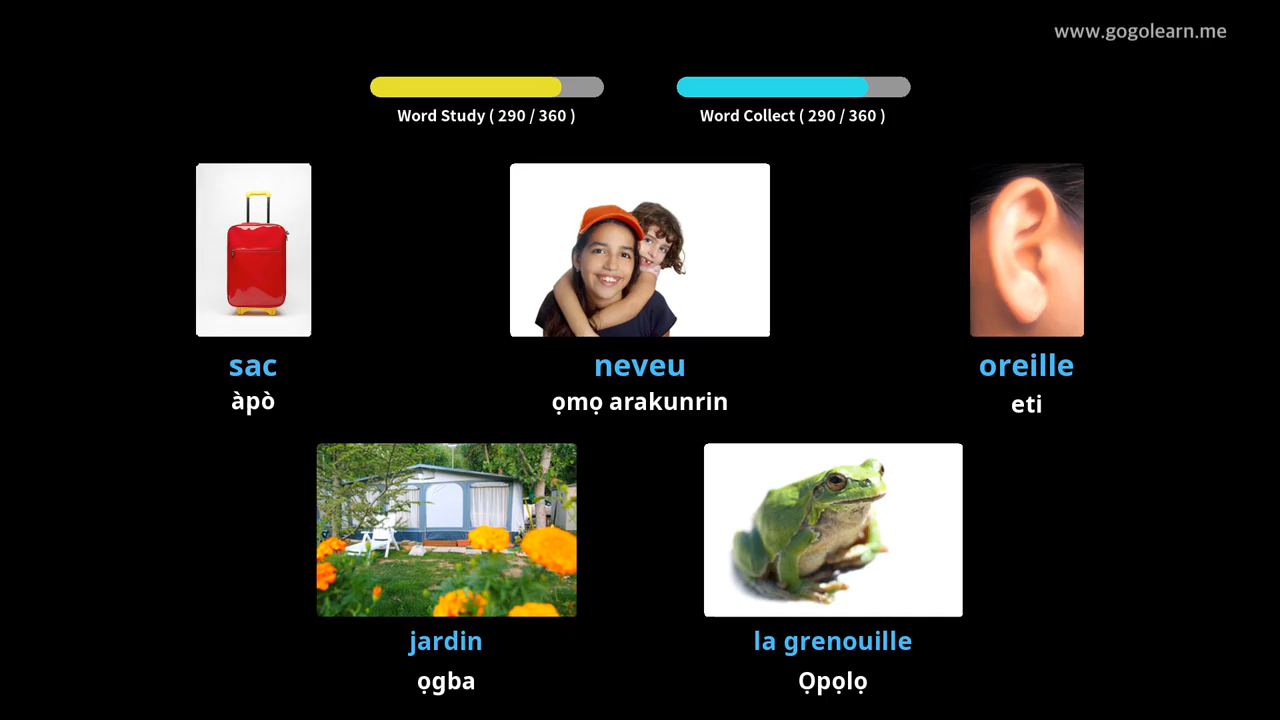 www.gogolearn.me
Word Study ( 290 / 360 )
Word Collect ( 290 / 360 )
sac
àpò
neveu
ọmọ arakunrin
oreille
eti
jardin
ọgba
la grenouille
Ọpọlọ